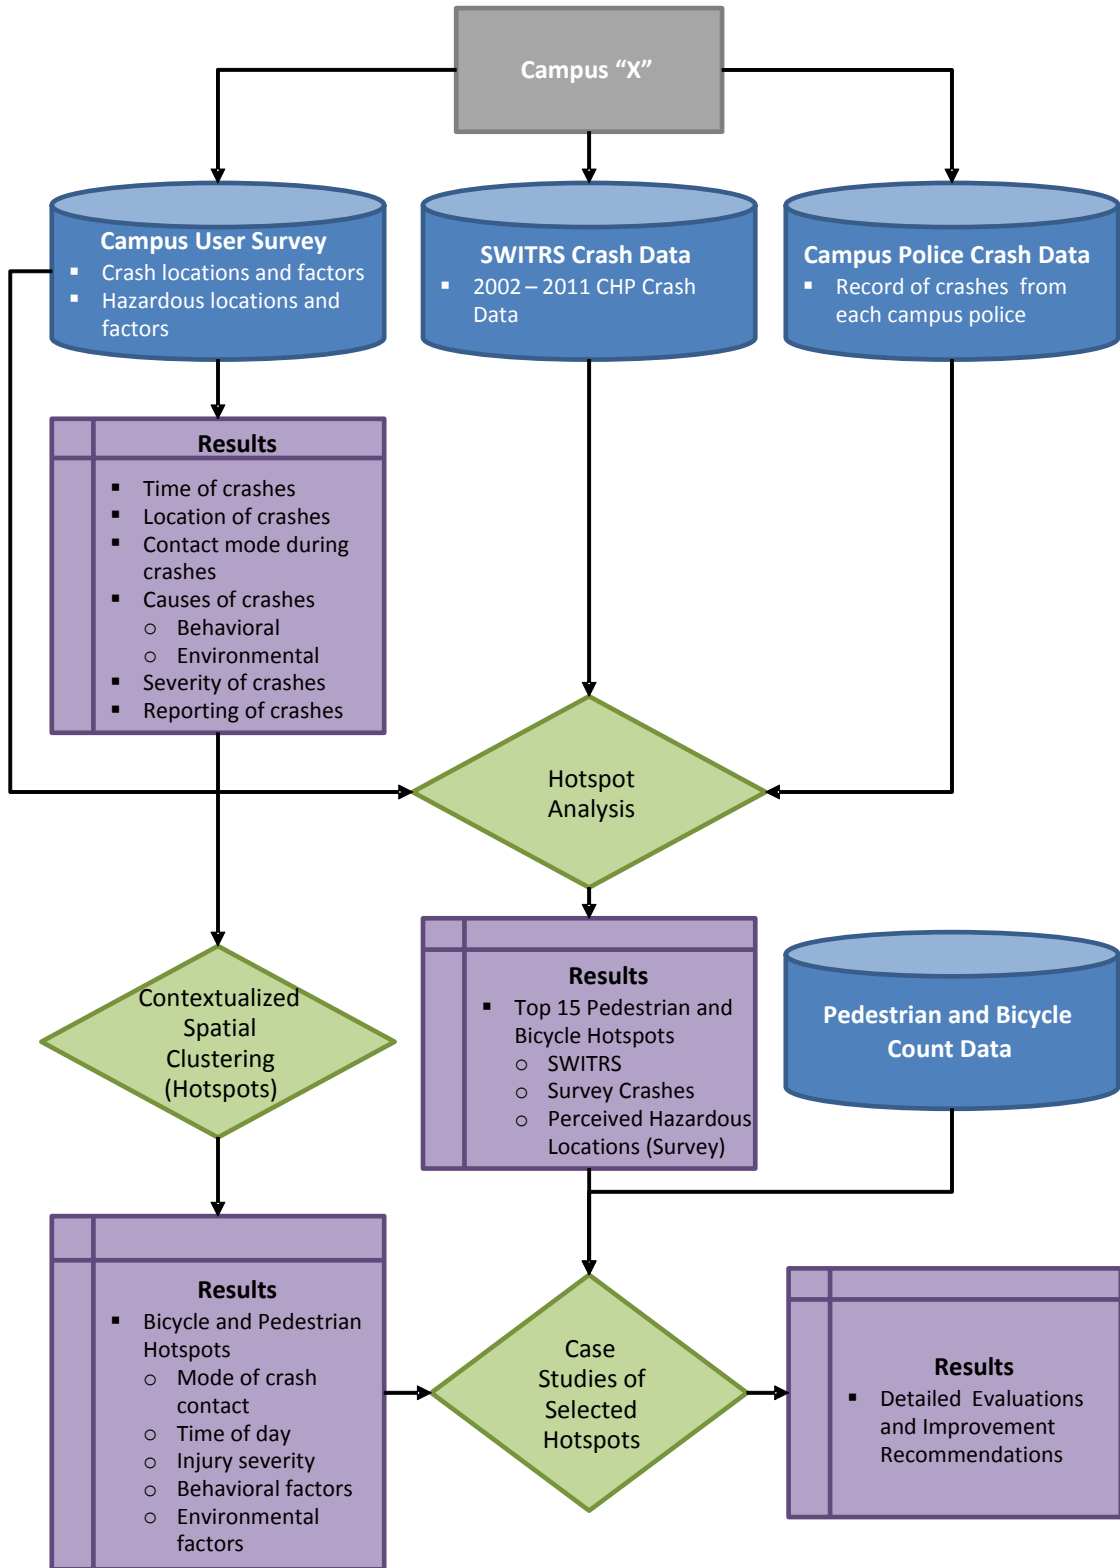 Campus “X”
Campus User Survey
▪ Crash locations and factors
▪ Hazardous locations and
factors
SWITRS Crash Data
▪ 2002 – 2011 CHP Crash
Data
Campus Police Crash Data
▪ Record of crashes from
each campus police
Results
▪ Time of crashes
▪ Location of crashes
▪ Contact mode during
crashes
▪ Causes of crashes
o Behavioral
o Environmental
▪ Severity of crashes
▪ Reporting of crashes
Hotspot
Analysis
Contextualized
Spatial
Clustering
(Hotspots)
Results
▪ Top 15 Pedestrian and
Bicycle Hotspots
o SWITRS
o Survey Crashes
o Perceived Hazardous
Locations (Survey)
Pedestrian and Bicycle
Count Data
Results
▪ Bicycle and Pedestrian
Hotspots
o Mode of crash
contact
o Time of day
o Injury severity
o Behavioral factors
o Environmental
factors
Case
Studies of
Selected
Hotspots
Results
▪ Detailed Evaluations
and Improvement
Recommendations